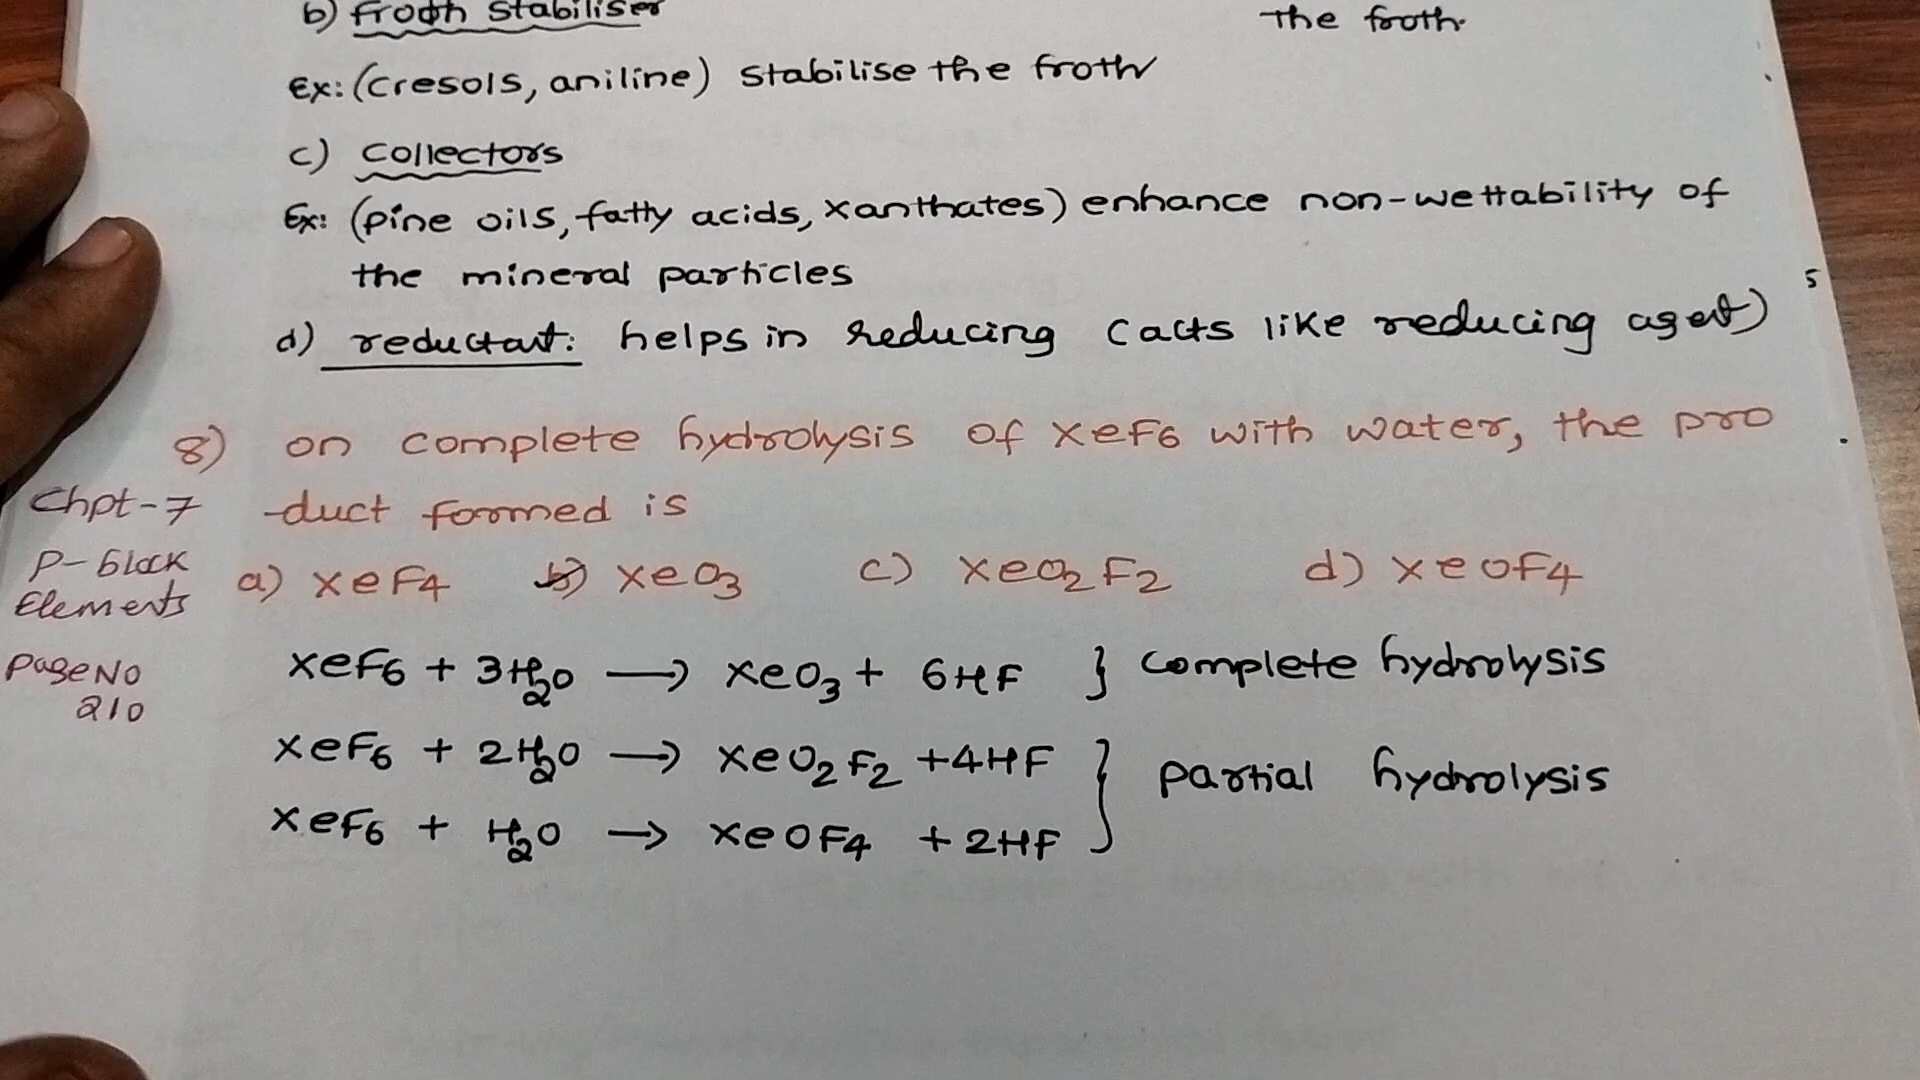 b) froth stabiliser the froth.
Ex: (cresols, aniline) stabilise the froth
c) collectors
Ex: (pine oils, fatty acids, xanthates) enhance non-wettability of
the mineral particles
5
d) reductant: helps in reducing (acts like reducing agent)
8) on complete hydrolysis of XeF6 with water, the pro
Chpt-7 -duct formed is
P-block
Elements
a) XeF4 b) XeO3 c) XeO2F2 d) XeOF4
Page No
210
XeF6 + 3H2O → XeO3 + 6HF } complete hydrolysis
XeF6 + 2H2O → XeO2F2 + 4HF } partial hydrolysis
XeF6 + H2O → XeOF4 + 2HF